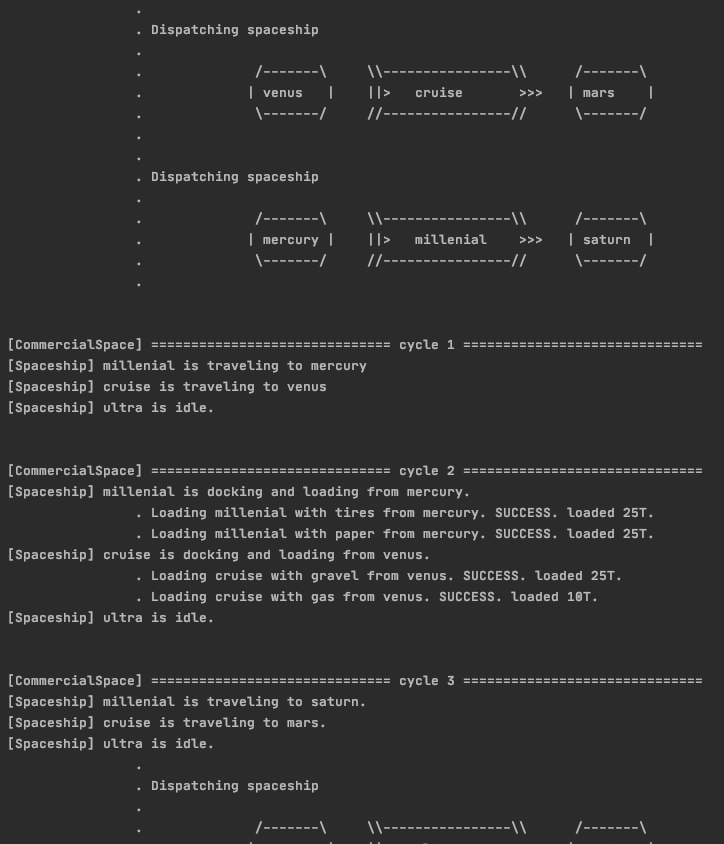 .
. Dispatching spaceship
.
.              /-------\     \\----------------\\      /-------\
.             | venus   |    ||>   cruise       >>>   | mars    |
.              \-------/     //----------------//      \-------/
.
.
. Dispatching spaceship
.
.              /-------\     \\----------------\\      /-------\
.             | mercury |    ||>   millenial    >>>   | saturn  |
.              \-------/     //----------------//      \-------/
.
[CommercialSpace] ============================== cycle 1 ==============================
[Spaceship] millenial is traveling to mercury
[Spaceship] cruise is traveling to venus
[Spaceship] ultra is idle.
[CommercialSpace] ============================== cycle 2 ==============================
[Spaceship] millenial is docking and loading from mercury.
. Loading millenial with tires from mercury. SUCCESS. loaded 25T.
. Loading millenial with paper from mercury. SUCCESS. loaded 25T.
[Spaceship] cruise is docking and loading from venus.
. Loading cruise with gravel from venus. SUCCESS. loaded 25T.
. Loading cruise with gas from venus. SUCCESS. loaded 10T.
[Spaceship] ultra is idle.
[CommercialSpace] ============================== cycle 3 ==============================
[Spaceship] millenial is traveling to saturn.
[Spaceship] cruise is traveling to mars.
[Spaceship] ultra is idle.
.
. Dispatching spaceship
.
.              /-------\     \\----------------\\      /-------\